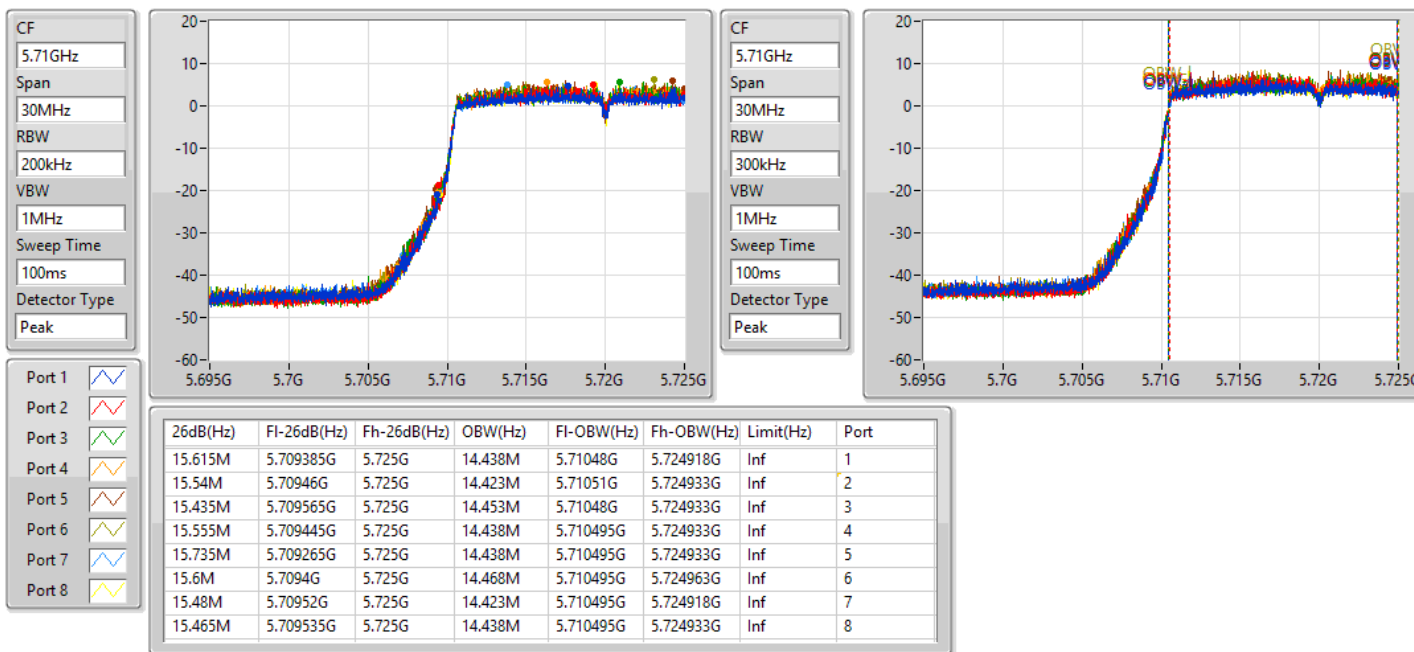 CF
5.71GHz
Span
30MHz
RBW
200kHz
VBW
1MHz
Sweep Time
100ms
Detector Type
Peak
20
10
0
-10
-20
-30
-40
-50
-60
5.695G 5.7G 5.705G 5.71G 5.715G 5.72G 5.725G
CF
5.71GHz
Span
30MHz
RBW
300kHz
VBW
1MHz
Sweep Time
100ms
Detector Type
Peak
20
10
0
-10
-20
-30
-40
-50
-60
5.695G 5.7G 5.705G 5.71G 5.715G 5.72G 5.725G
Port 1
Port 2
Port 3
Port 4
Port 5
Port 6
Port 7
Port 8
26dB(Hz) Fl-26dB(Hz) Fh-26dB(Hz) OBW(Hz) Fl-OBW(Hz) Fh-OBW(Hz) Limit(Hz) Port
15.615M 5.709385G 5.725G 14.438M 5.71048G 5.724918G Inf 1
15.54M 5.70946G 5.725G 14.423M 5.71051G 5.724933G Inf 2
15.435M 5.709565G 5.725G 14.453M 5.71048G 5.724933G Inf 3
15.555M 5.709445G 5.725G 14.438M 5.710495G 5.724933G Inf 4
15.735M 5.709265G 5.725G 14.438M 5.710495G 5.724933G Inf 5
15.6M 5.7094G 5.725G 14.468M 5.710495G 5.724963G Inf 6
15.48M 5.70952G 5.725G 14.423M 5.710495G 5.724918G Inf 7
15.465M 5.709535G 5.725G 14.438M 5.710495G 5.724933G Inf 8